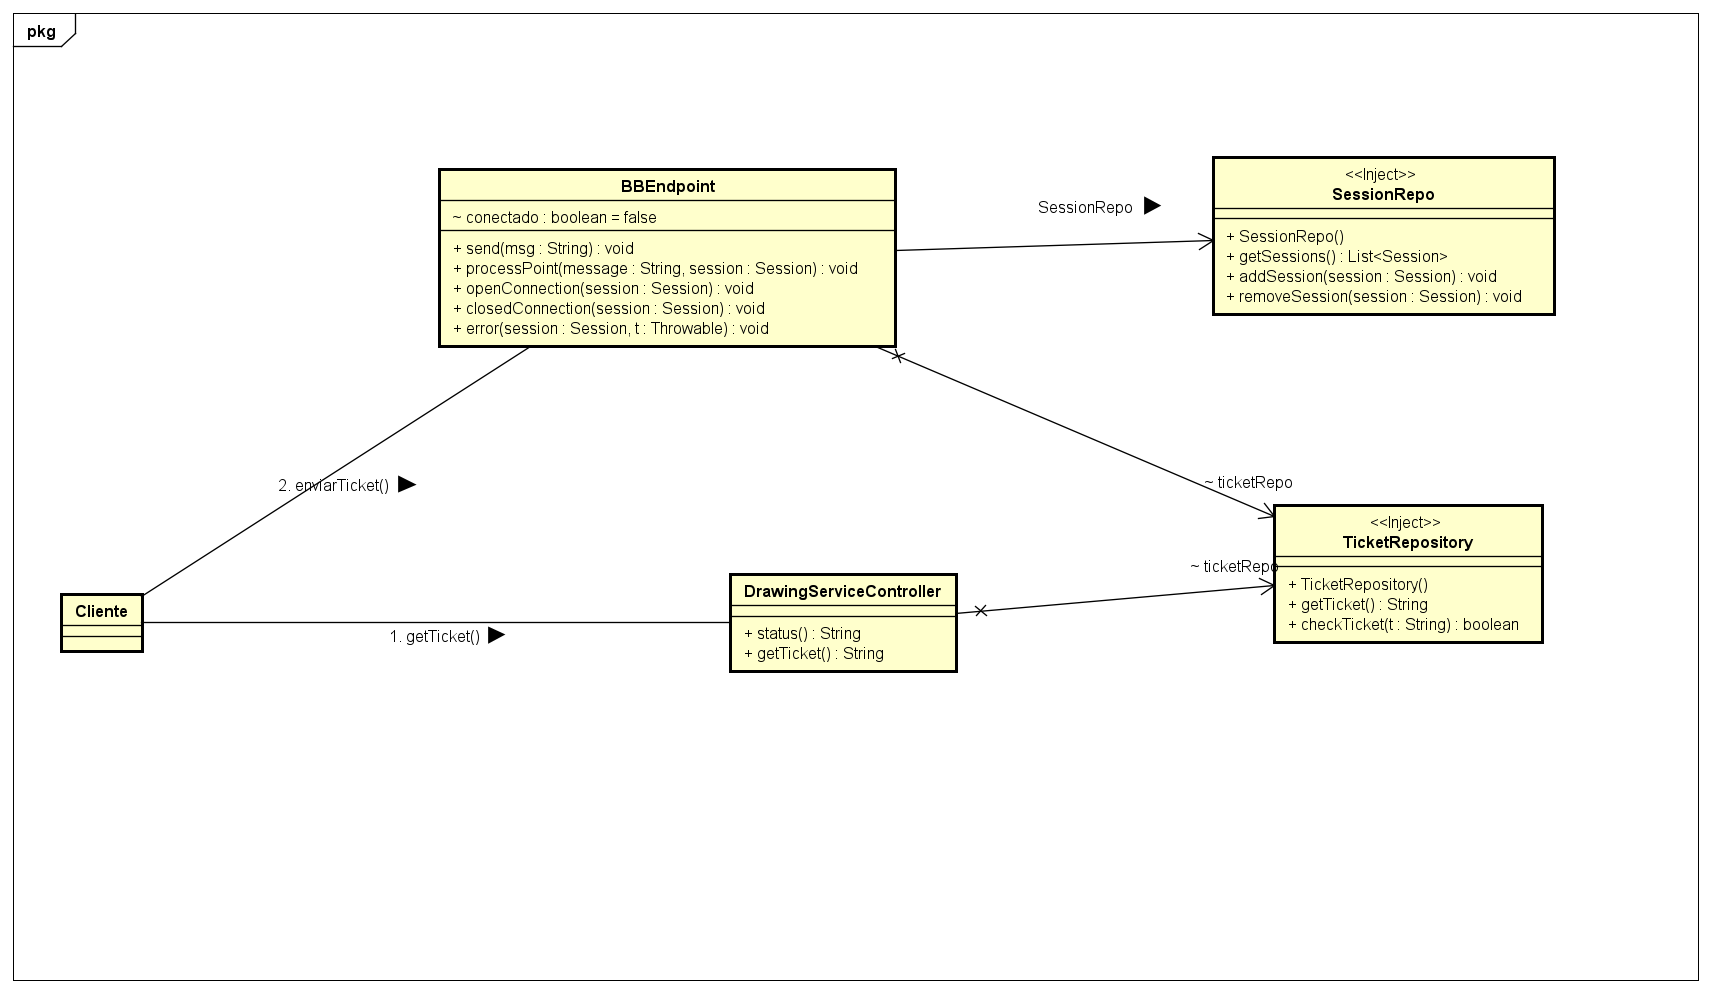 pkg
BBEndpoint
~ conectado : boolean = false
+ send(msg : String) : void
+ processPoint(message : String, session : Session) : void
+ openConnection(session : Session) : void
+ closedConnection(session : Session) : void
+ error(session : Session, t : Throwable) : void
SessionRepo
<<Inject>>
SessionRepo
+ SessionRepo()
+ getSessions() : List<Session>
+ addSession(session : Session) : void
+ removeSession(session : Session) : void
2. enviarTicket()
~ ticketRepo
<<Inject>>
TicketRepository
+ TicketRepository()
+ getTicket() : String
+ checkTicket(t : String) : boolean
~ ticketRepo
DrawingServiceController
+ status() : String
+ getTicket() : String
Cliente
1. getTicket()